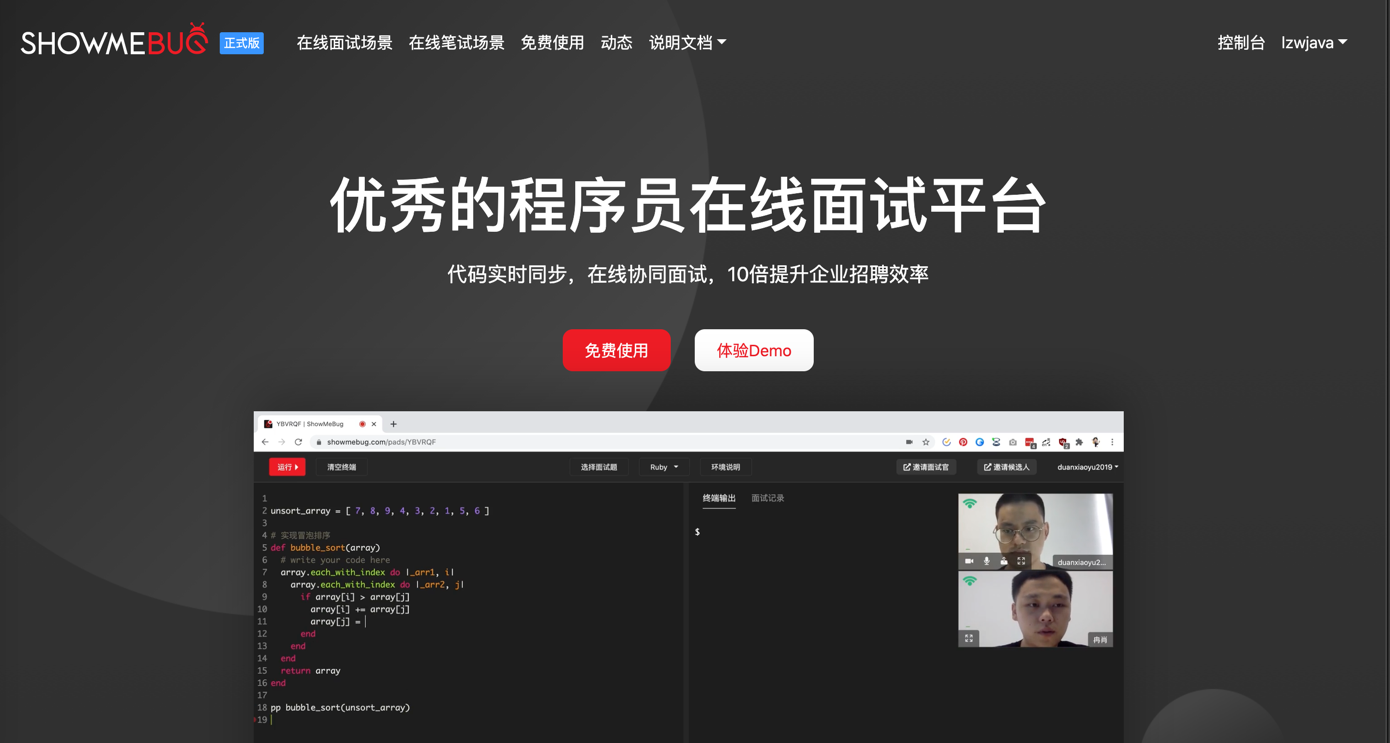 SHOWMEBUG 正式版 在线面试场景 在线笔试场景 免费使用 动态 说明文档 控制台 lzwjava
优秀的程序员在线面试平台
代码实时同步，在线协同面试，10倍提升企业招聘效率
免费使用 体验Demo
YBVRQF | ShowMeBug
showmebug.com/pads/YBVRQF
运行 清空终端 选择面试题 Ruby 环境说明 邀请面试官 邀请候选人 duanxiaoyu2019
终端输出 面试记录
$
duanxiaoyu2...
冉肖
1
2 unsort_array = [ 7, 8, 9, 4, 3, 2, 1, 5, 6 ]
3
4 # 实现冒泡排序
5 def bubble_sort(array)
6 # write your code here
7 array.each_with_index do |_arr1, i|
8 array.each_with_index do |_arr2, j|
9 if array[i] > array[j]
10 array[i] += array[j]
11 array[j] =
12 end
13 end
14 end
15 return array
16 end
17
18 pp bubble_sort(unsort_array)
19